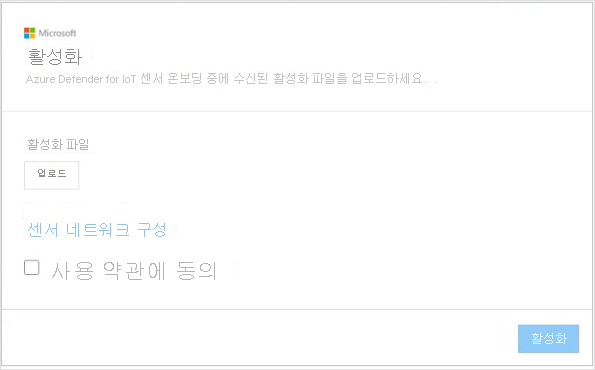 Microsoft
활성화
Azure Defender for IoT 센서 온보딩 중에 수신된 활성화 파일을 업로드하세요. .
활성화 파일
업로드
센서 네트워크 구성
사용 약관에 동의
활성화